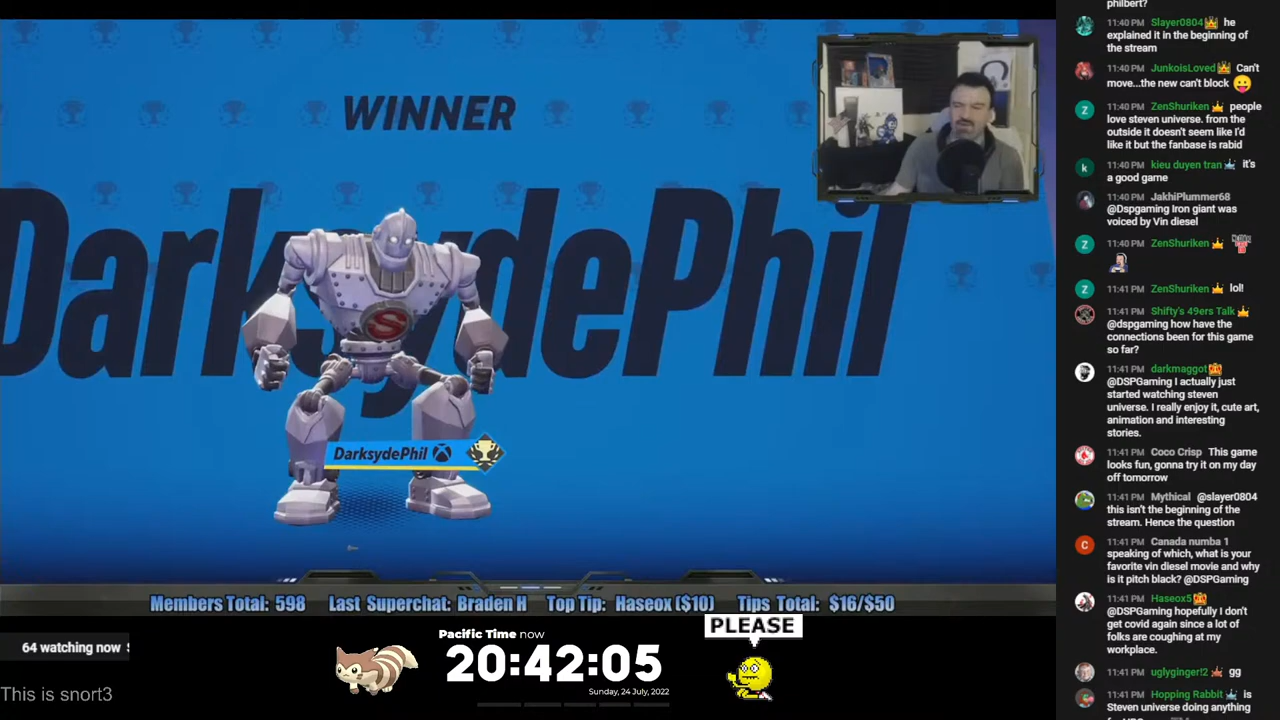 WINNER
DarksydePhil
DarksydePhil
S
Members Total: 598 Last Superchat: Braden H Top Tip: Haseox ($10) Tips Total: $16/$50
64 watching now
This is snort3
Pacific Time now
20:42:05
Sunday, 24 July, 2022
PLEASE
philbert?
11:40 PM Slayer0804 he
explained it in the beginning of
the stream
11:40 PM JunkoisLoved Can't
move...the new can't block
Z
11:40 PM ZenShuriken people
love steven universe. from the
outside it doesn't seem like I'd
like it but the fanbase is rabid
k
11:40 PM kieu duyen tran it's
a good game
11:40 PM JakhiPlummer68
@Dspgaming Iron giant was
voiced by Vin diesel
Z
11:40 PM ZenShuriken
Z
11:41 PM ZenShuriken lol!
11:41 PM Shifty's 49ers Talk
@dspgaming how have the
connections been for this game
so far?
11:41 PM darkmaggot
@DSPGaming I actually just
started watching steven
universe. I really enjoy it, cute art,
animation and interesting
stories.
11:41 PM Coco Crisp This game
looks fun, gonna try it on my day
off tomorrow
11:41 PM Mythical @slayer0804
this isn't the beginning of the
stream. Hence the question
C
11:41 PM Canada numba 1
speaking of which, what is your
favorite vin diesel movie and why
is it pitch black? @DSPGaming
11:41 PM Haseox5
@DSPGaming hopefully I don't
get covid again since a lot of
folks are coughing at my
workplace.
11:41 PM uglyginger!2 gg
11:41 PM Hopping Rabbit is
Steven universe doing anything